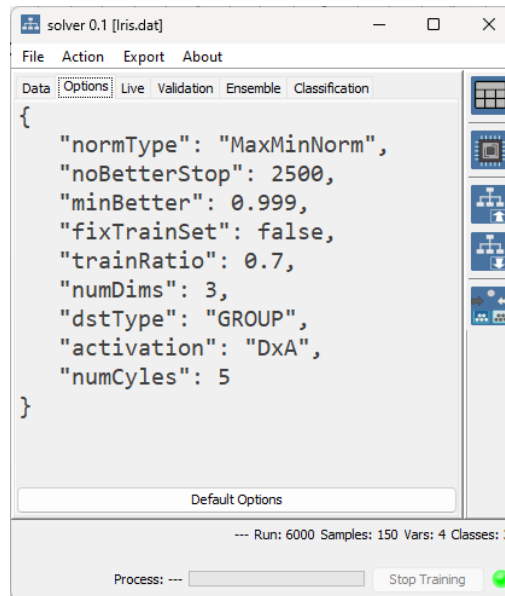 solver 0.1 [Iris.dat]
File Action Export About
Data Options Live Validation Ensemble Classification
{
"normType": "MaxMinNorm",
"noBetterStop": 2500,
"minBetter": 0.999,
"fixTrainSet": false,
"trainRatio": 0.7,
"numDims": 3,
"dstType": "GROUP",
"activation": "DxA",
"numCyles": 5
}
Default Options
--- Run: 6000 Samples: 150 Vars: 4 Classes:
Process: --- Stop Training